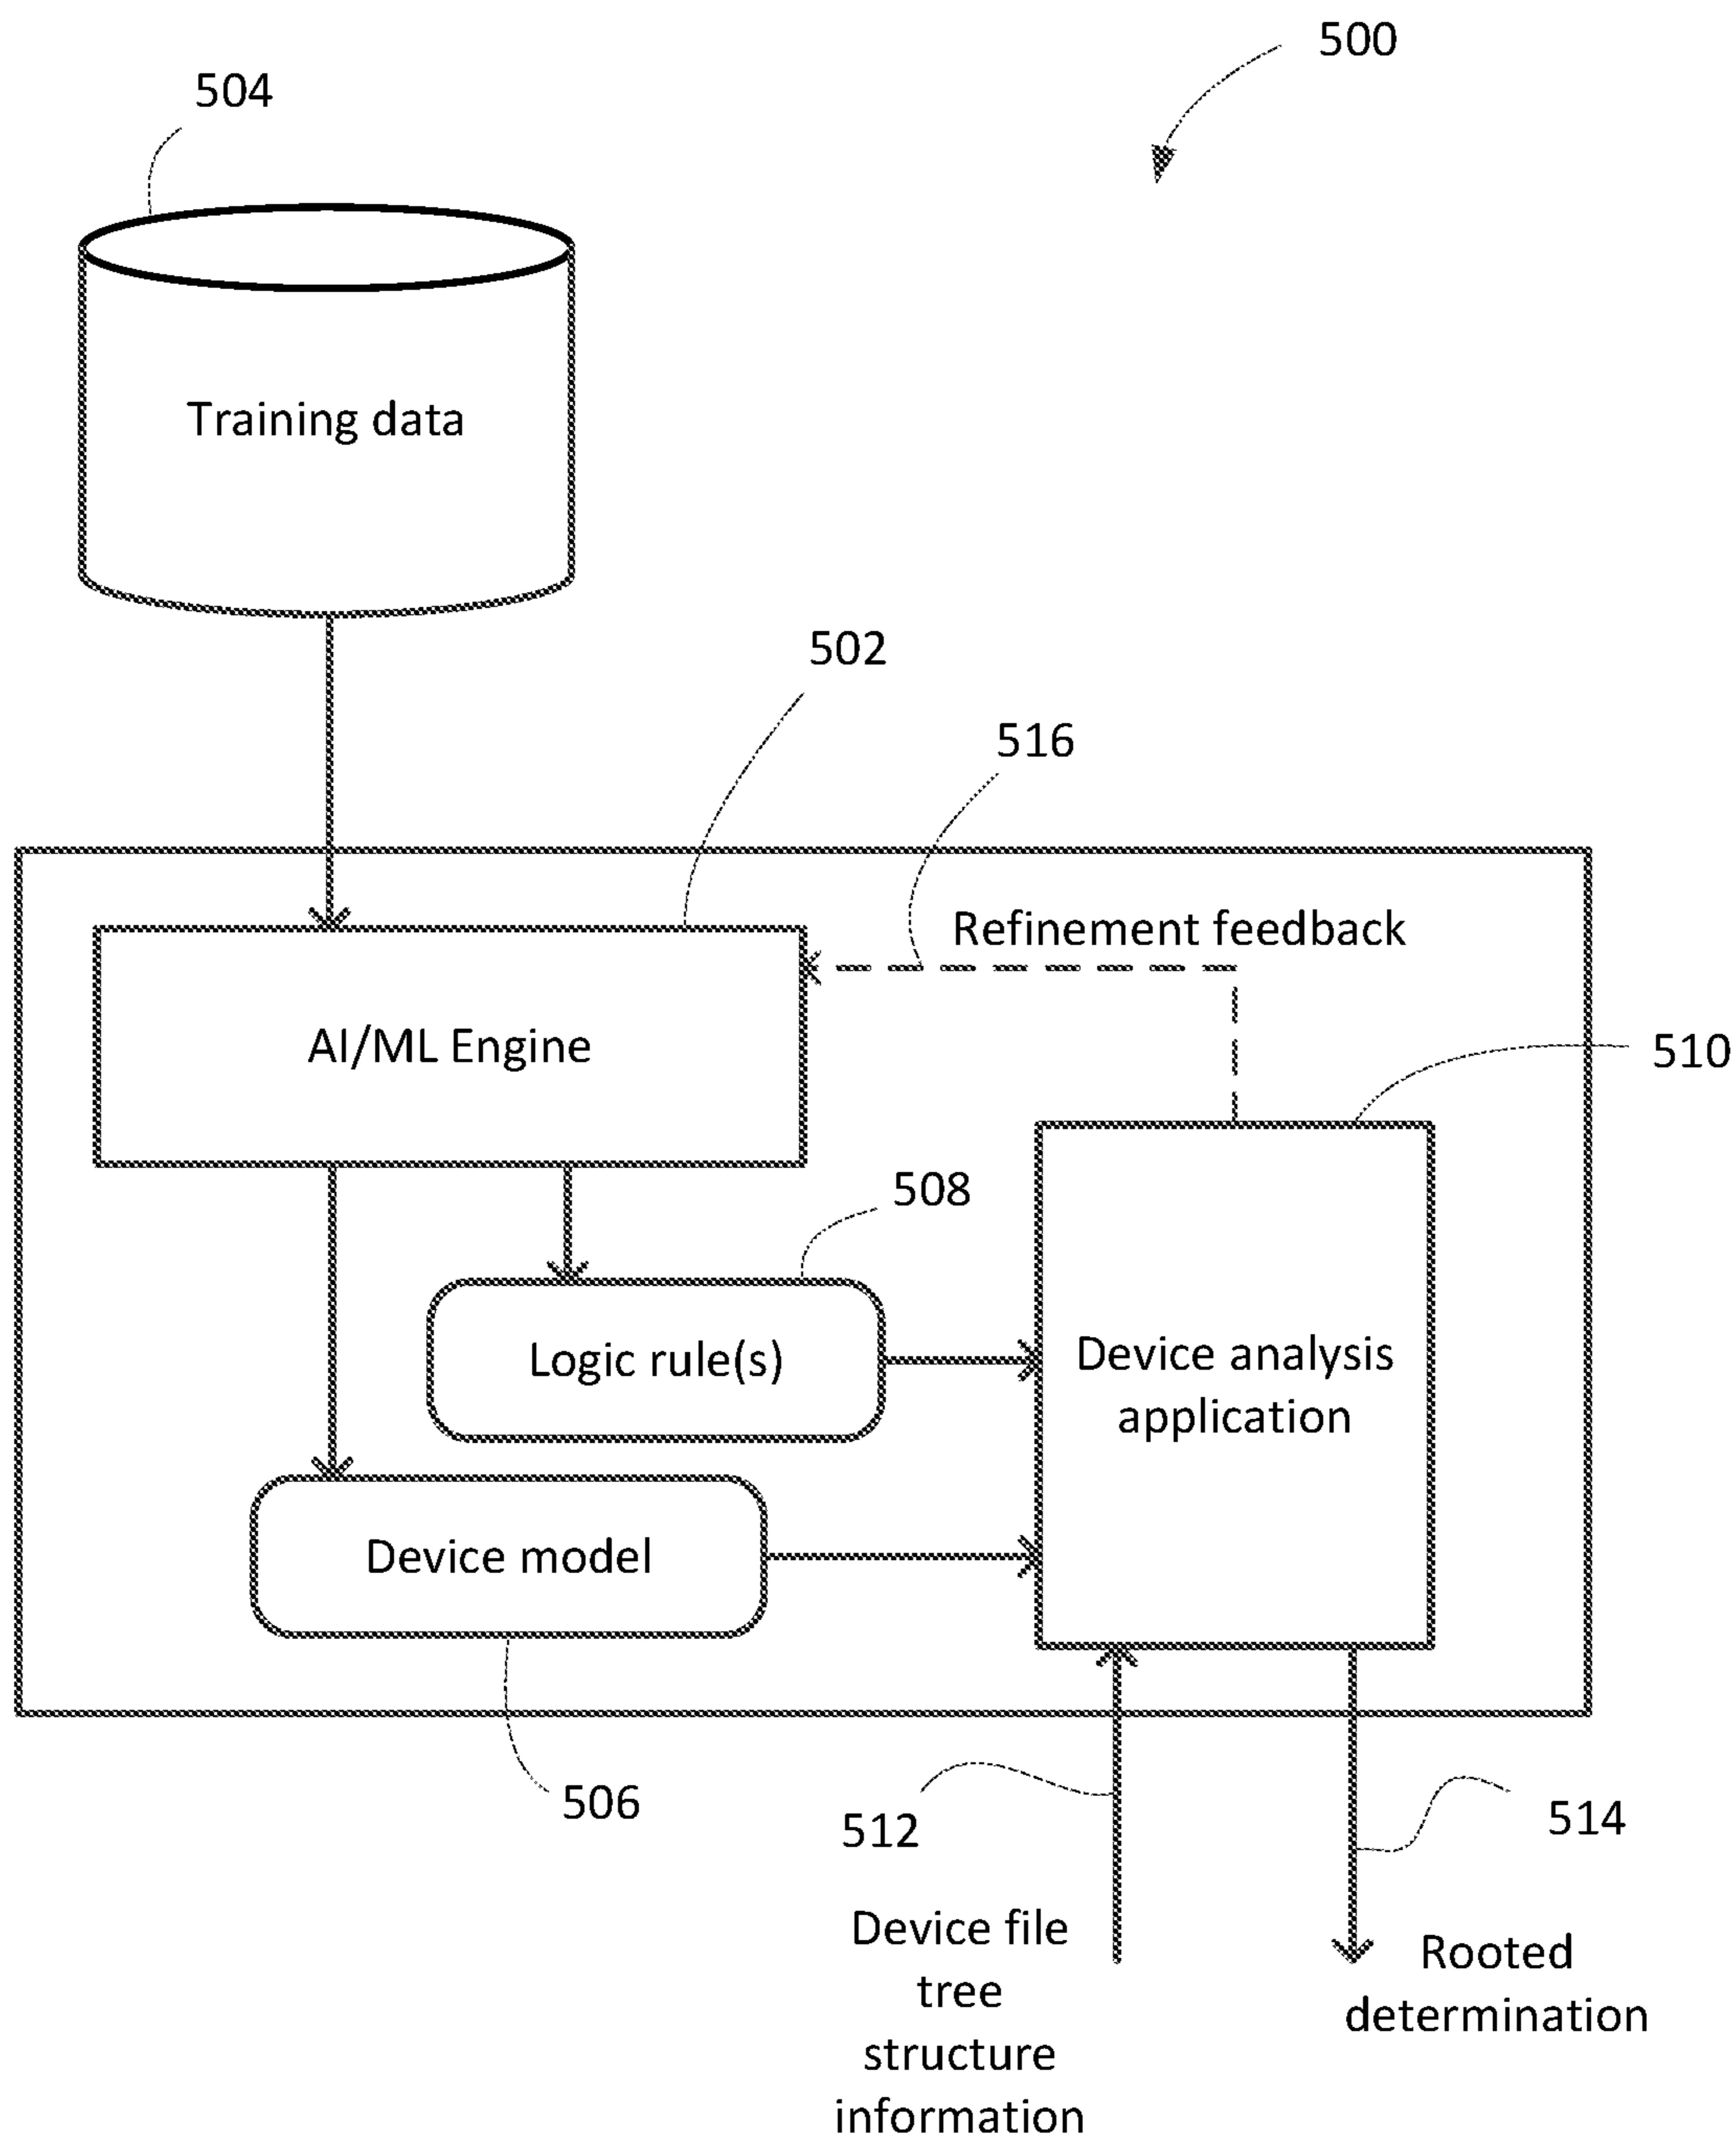 500
504
Training data
502
516
Refinement feedback
AI/ML Engine
510
508
Logic rule(s)
Device analysis
application
Device model
506
512
514
Device file
tree
structure
information
Rooted
determination